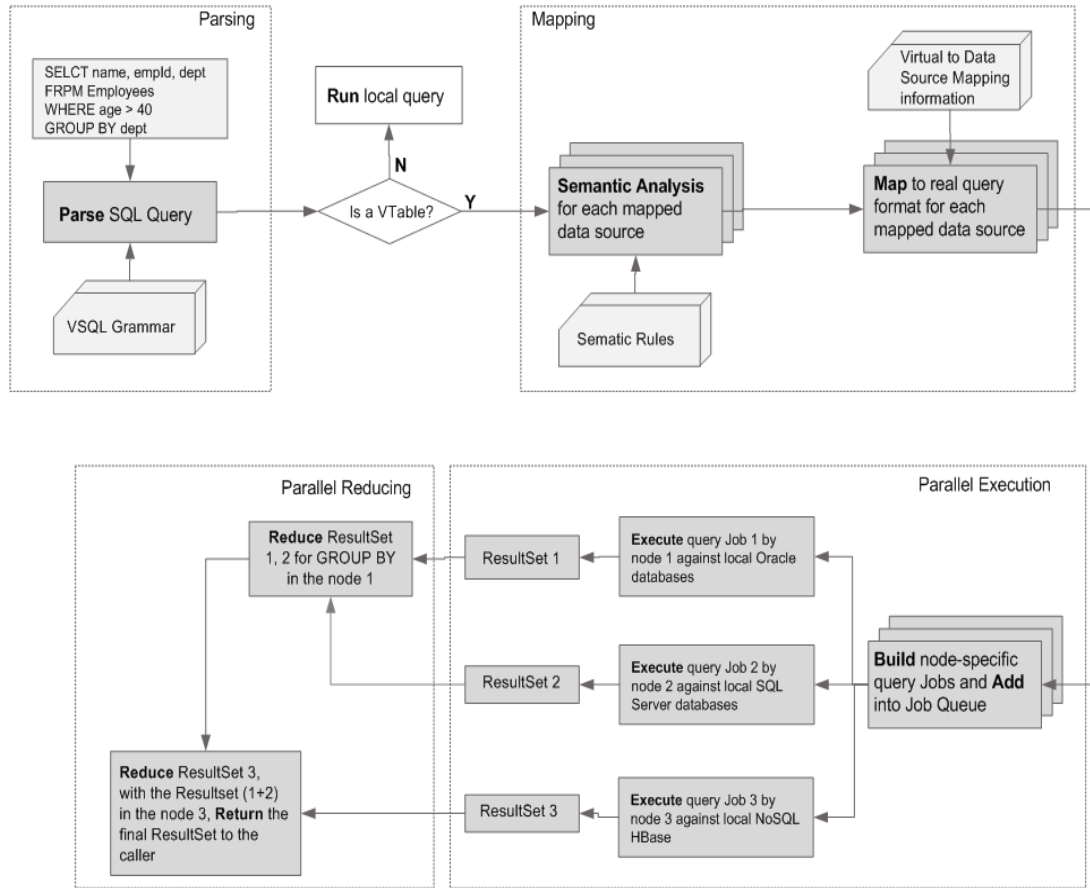 Parsing
SELCT name, empId, dept
FRPM Employees
WHERE age > 40
GROUP BY dept
Parse SQL Query
VSQL Grammar
Run local query
N
Is a VTable?
Y
Mapping
Virtual to Data
Source Mapping
information
Semantic Analysis
for each mapped
data source
Map to real query
format for each
mapped data source
Sematic Rules
Parallel Reducing
Reduce ResultSet
1, 2 for GROUP BY
in the node 1
Reduce ResultSet 3,
with the Resultset (1+2)
in the node 3, Return the
final ResultSet to the
caller
Parallel Execution
ResultSet 1
Execute query Job 1 by
node 1 against local Oracle
databases
ResultSet 2
Execute query Job 2 by
node 2 against local SQL
Server databases
ResultSet 3
Execute query Job 3 by
node 3 against local NoSQL
HBase
Build node-specific
query Jobs and Add
into Job Queue